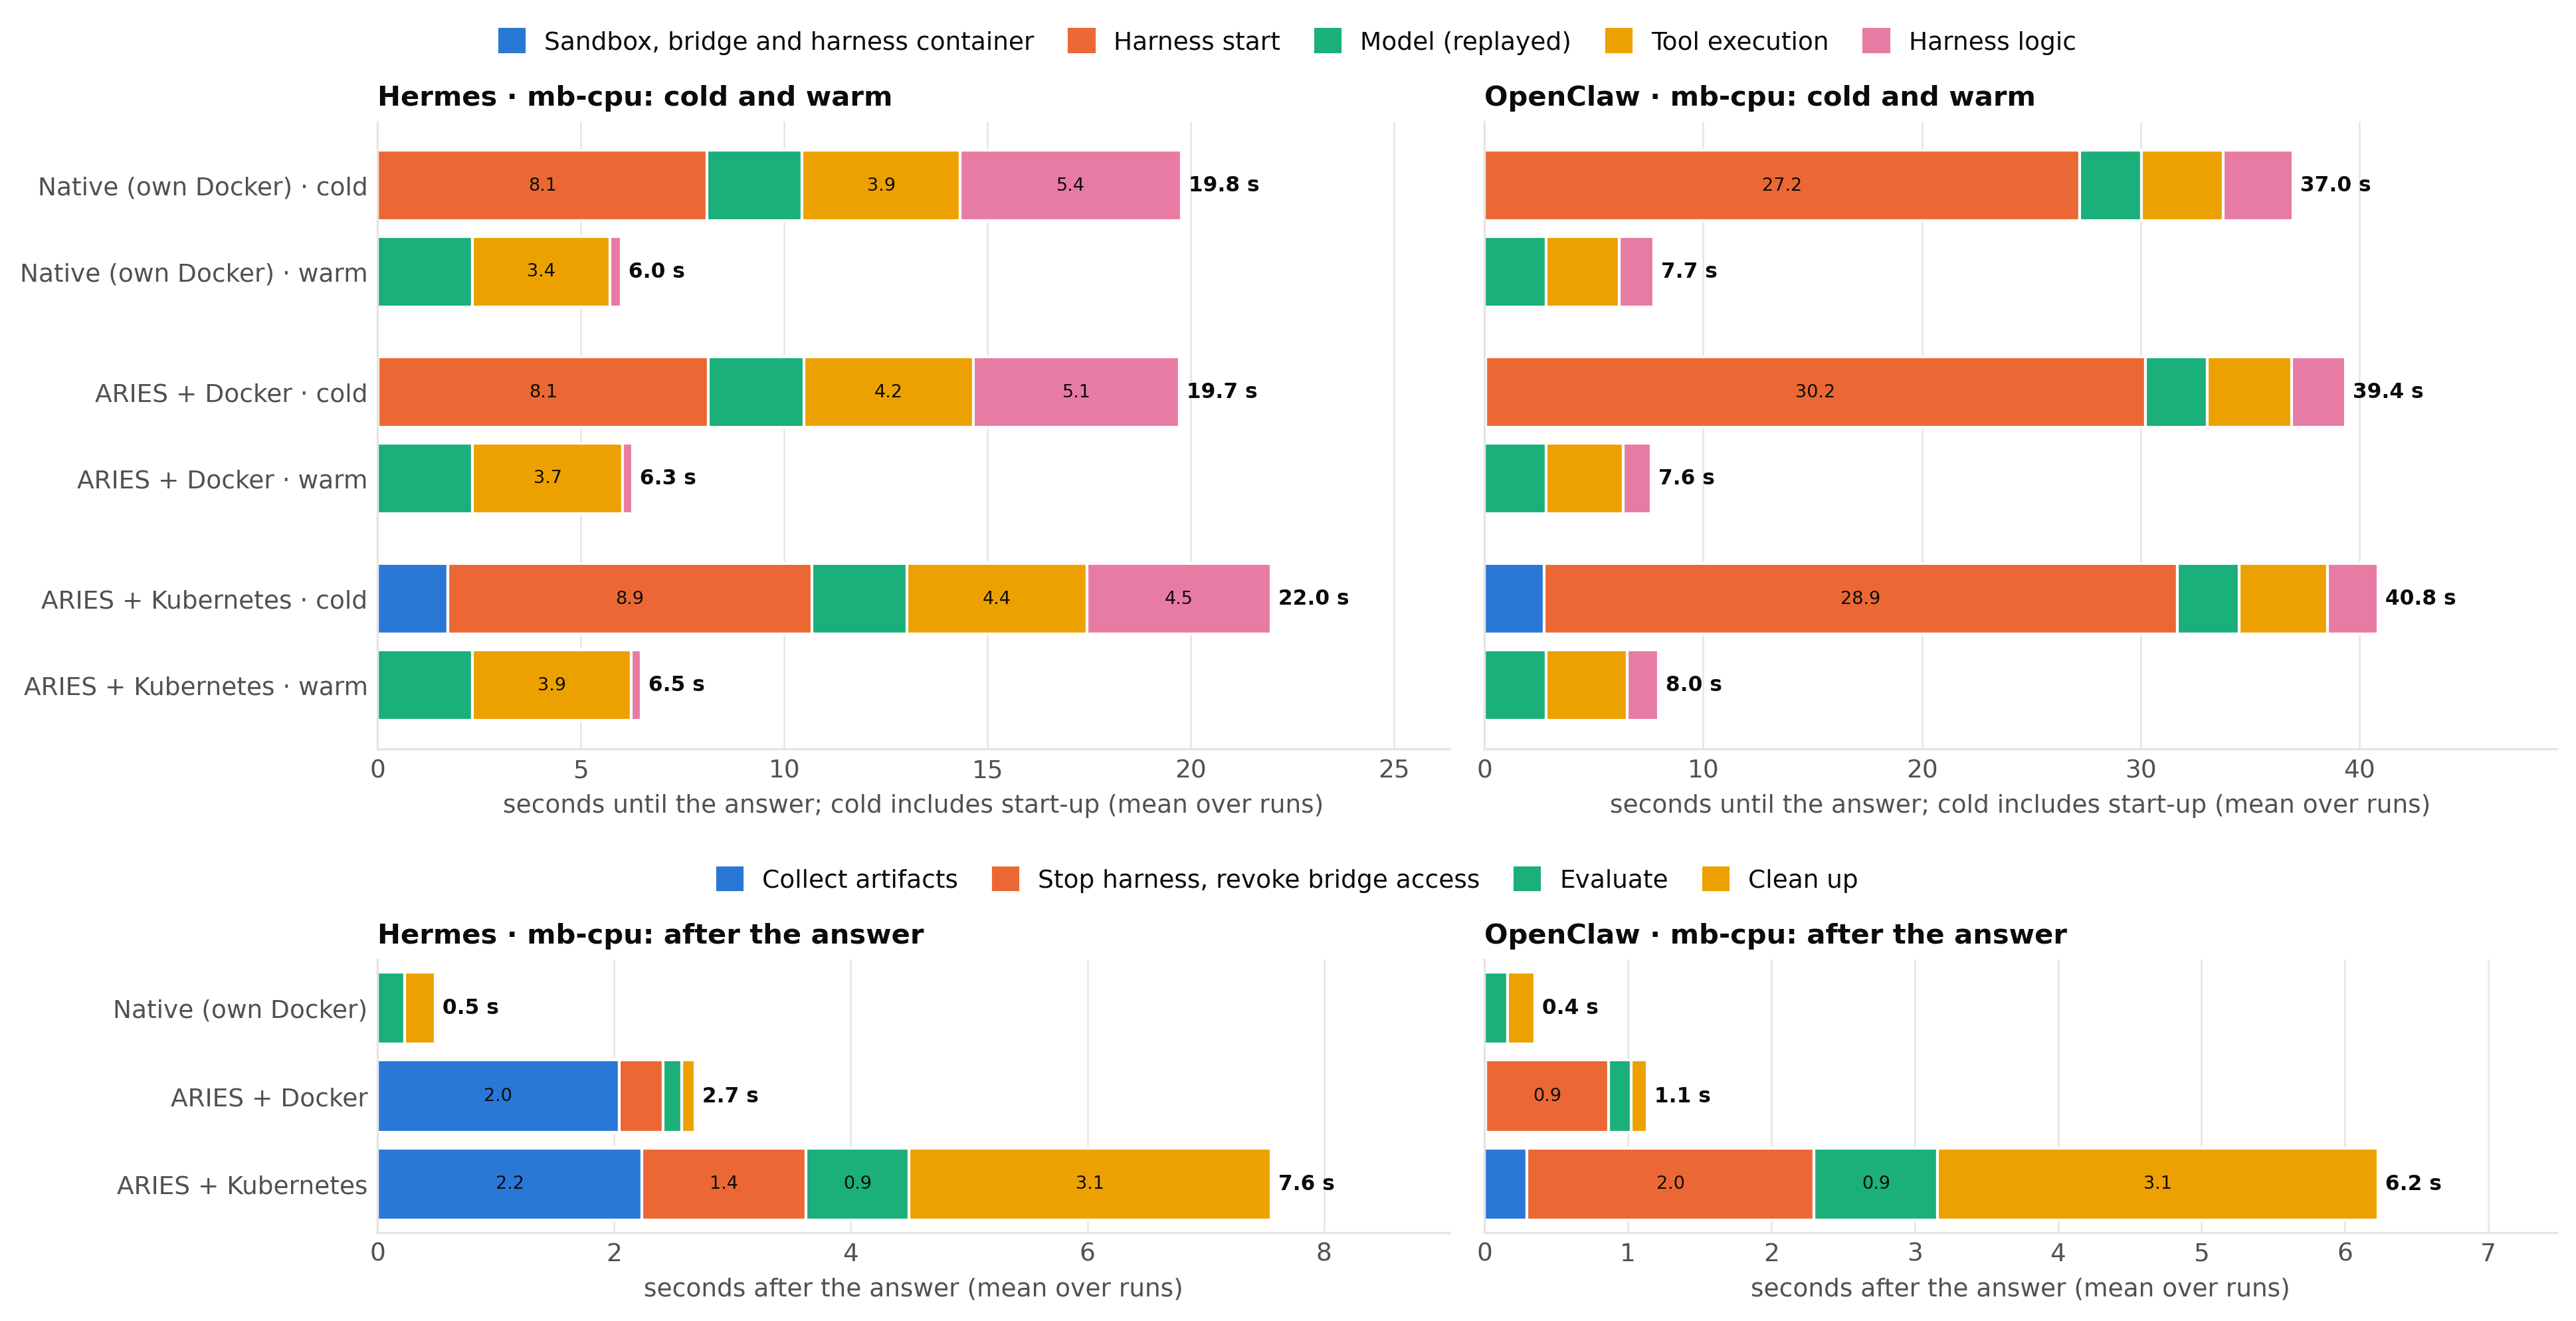 Sandbox, bridge and harness container Harness start Model (replayed) Tool execution Harness logic
Hermes · mb-cpu: cold and warm
Native (own Docker) · cold 8.1 3.9 5.4 19.8 s
Native (own Docker) · warm 3.4 6.0 s
ARIES + Docker · cold 8.1 4.2 5.1 19.7 s
ARIES + Docker · warm 3.7 6.3 s
ARIES + Kubernetes · cold 8.9 4.4 4.5 22.0 s
ARIES + Kubernetes · warm 3.9 6.5 s
0 5 10 15 20 25
seconds until the answer; cold includes start-up (mean over runs)
OpenClaw · mb-cpu: cold and warm
27.2 37.0 s
7.7 s
30.2 39.4 s
7.6 s
28.9 40.8 s
8.0 s
0 10 20 30 40
seconds until the answer; cold includes start-up (mean over runs)
Collect artifacts Stop harness, revoke bridge access Evaluate Clean up
Hermes · mb-cpu: after the answer
Native (own Docker) 0.5 s
ARIES + Docker 2.0 2.7 s
ARIES + Kubernetes 2.2 1.4 0.9 3.1 7.6 s
0 2 4 6 8
seconds after the answer (mean over runs)
OpenClaw · mb-cpu: after the answer
0.4 s
0.9 1.1 s
2.0 0.9 3.1 6.2 s
0 1 2 3 4 5 6 7
seconds after the answer (mean over runs)